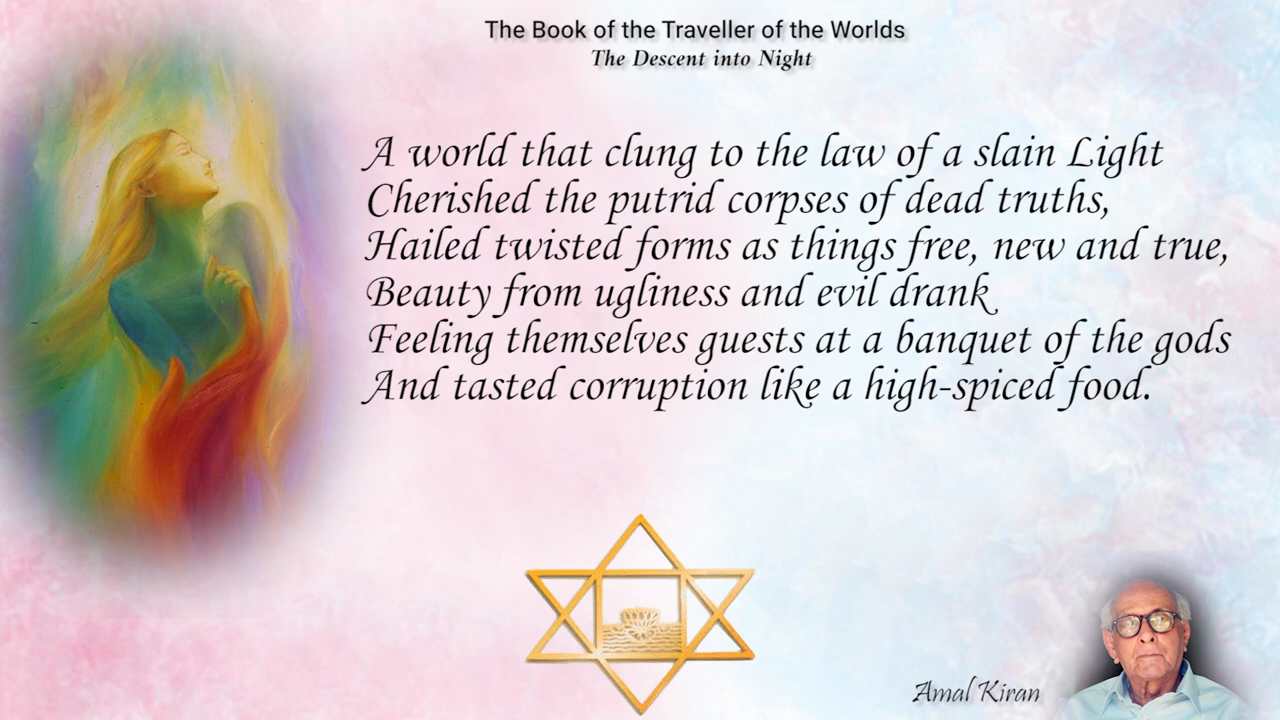 The Book of the Traveller of the Worlds
The Descent into Night
A world that clung to the law of a slain Light
Cherished the putrid corpses of dead truths,
Hailed twisted forms as things free, new and true,
Beauty from ugliness and evil drank
Feeling themselves guests at a banquet of the gods
And tasted corruption like a high-spiced food.
Amal Kiran